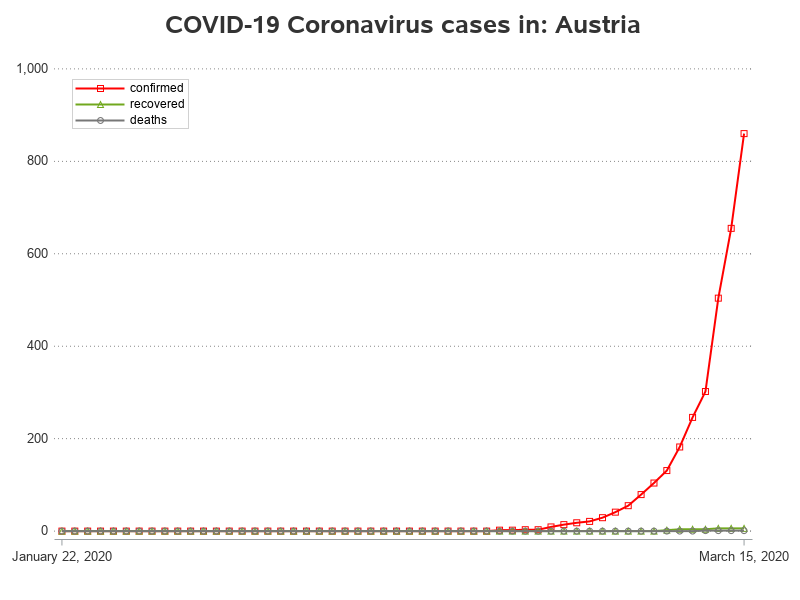 COVID-19 Coronavirus cases in: Austria
1,000
confirmed
recovered
deaths
800
600
400
200
0
January 22, 2020
March 15, 2020